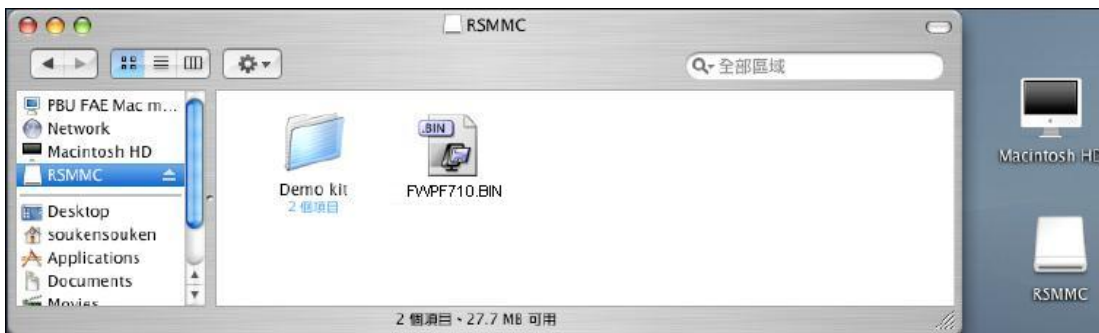 RSMMC
全部區域
PBU FAE Mac m...
Network
Macintosh HD
RSMMC
Desktop
soukensouken
Applications
Documents
Movies
.BIN
Demo kit
2 個項目
FWPF710.BIN
2 個項目、27.7 MB 可用
Macintosh HD
RSMMC